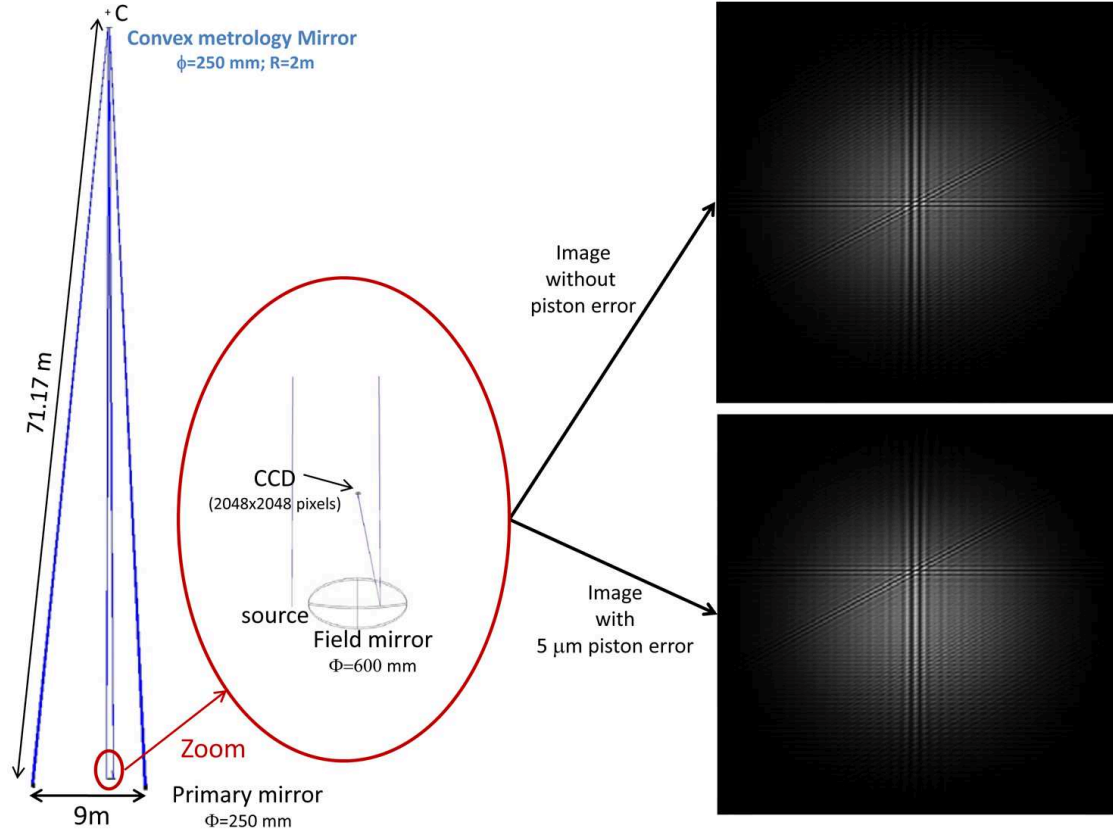 C
Convex metrology Mirror
ϕ=250 mm; R=2m
71.17 m
Image
without
piston error
CCD
(2048x2048 pixels)
source
Field mirror
Φ=600 mm
Image
with
5 μm piston error
Zoom
Primary mirror
Φ=250 mm
9m